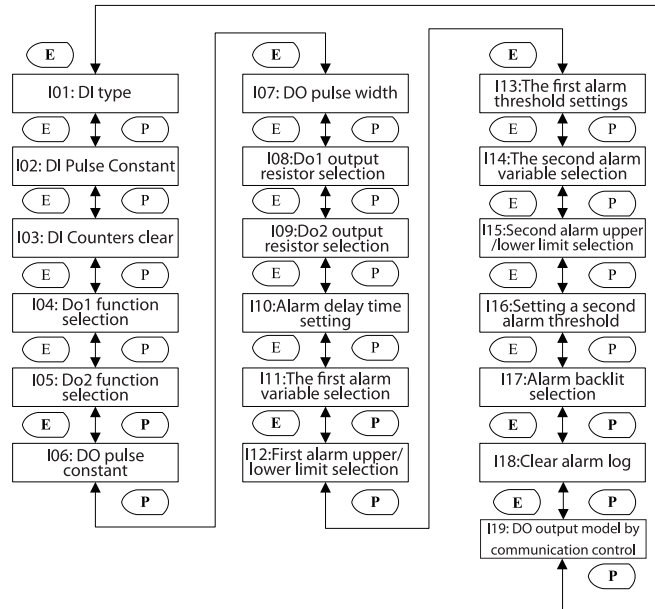 E
I01: DI type
E P
I02: DI Pulse Constant
E P
I03: DI Counters clear
E P
I04: Do1 function
selection
E P
I05: Do2 function
selection
E P
I06: DO pulse
constant
P
I07: DO pulse width
E P
I08:Do1 output
resistor selection
E P
I09:Do2 output
resistor selection
E P
I10:Alarm delay time
setting
E P
I11:The first alarm
variable selection
E P
I12:First alarm upper/
lower limit selection
P
E
I13:The first alarm
threshold settings
E P
I14:The second alarm
variable selection
E P
I15:Second alarm upper
/lower limit selection
E P
I16:Setting a second
alarm threshold
E P
I17:Alarm backlit
selection
E P
I18:Clear alarm log
E P
I19: DO output model by
communication control
P
E